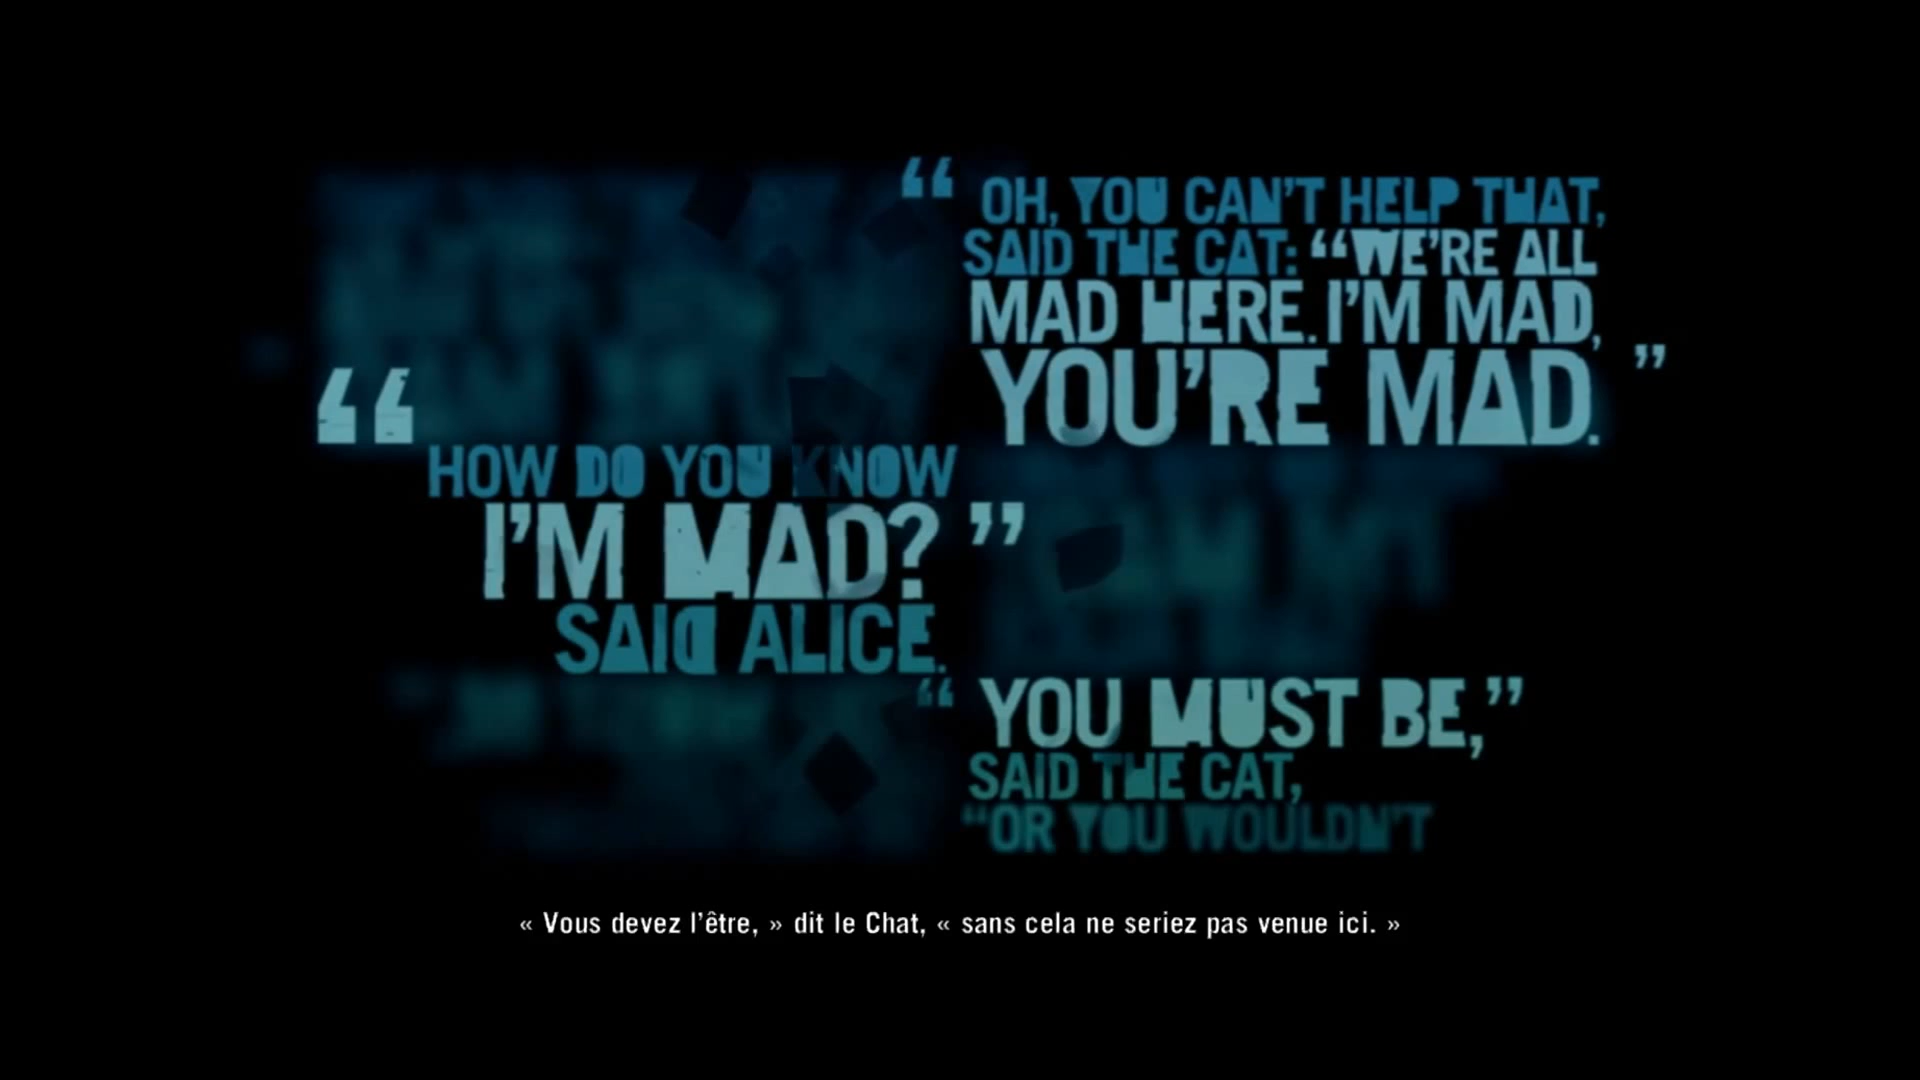 “ OH, YOU CAN'T HELP THAT,
SAID THE CAT: “WE'RE ALL
MAD HERE. I'M MAD,
YOU'RE MAD. ”
“ HOW DO YOU KNOW
I'M MAD? ”
SAID ALICE.
“ YOU MUST BE,”
SAID THE CAT,
“OR YOU WOULDN'T
« Vous devez l'être, » dit le Chat, « sans cela ne seriez pas venue ici. »